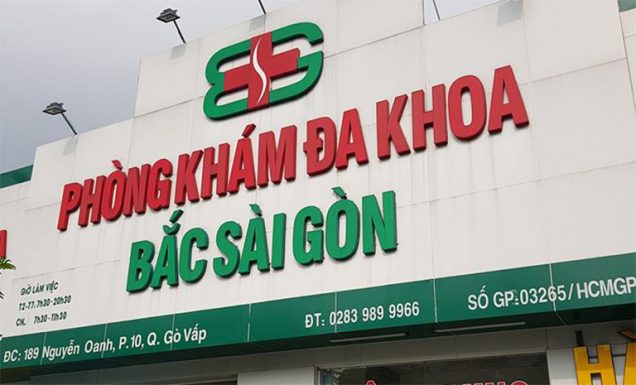 PHÒNG KHÁM ĐA KHOA
BẮC SÀI GÒN
GIỜ LÀM VIỆC
T2-T7: 7h30-20h30
CN. 7h30-11h30
ĐT: 0283 989 9966
SỐ GP:03265/HCMGP
ĐC: 189 Nguyễn Oanh, P.10, Q. Gò Vấp